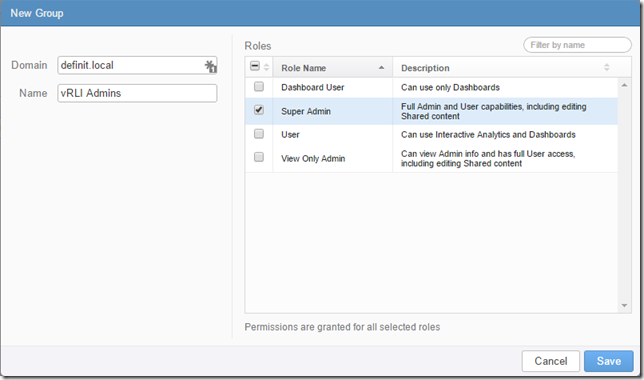 New Group
Domain definit.local
Name vRLI Admins
Roles
Filter by name
Role Name Description
Dashboard User Can use only Dashboards
Super Admin Full Admin and User capabilities, including editing
Shared content
User Can use Interactive Analytics and Dashboards
View Only Admin Can view Admin info and has full User access,
including editing Shared content
Permissions are granted for all selected roles
Cancel Save